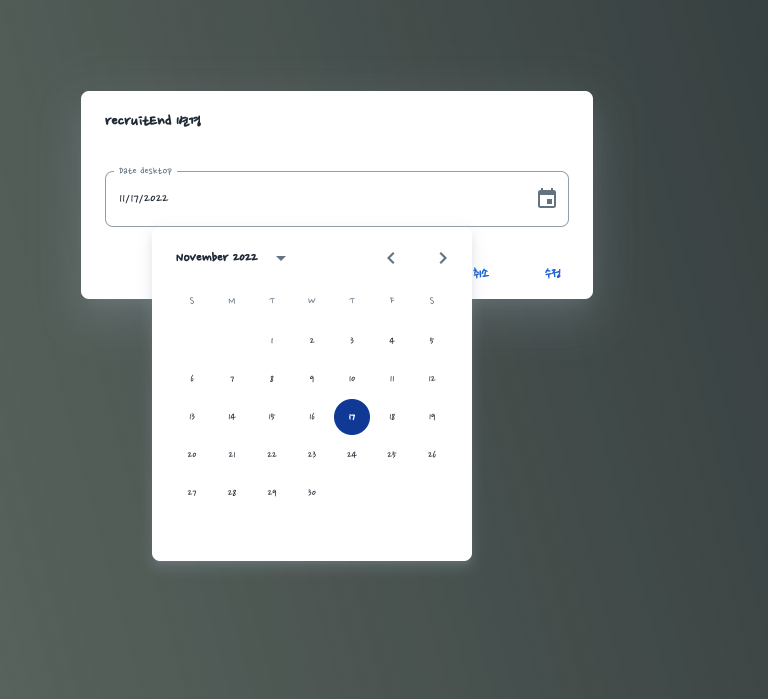 recruitEnd 변경
Date desktop
11/17/2022
November 2022
취소 수정
S M T W T F S
1 2 3 4 5
6 7 8 9 10 11 12
13 14 15 16 17 18 19
20 21 22 23 24 25 26
27 28 29 30